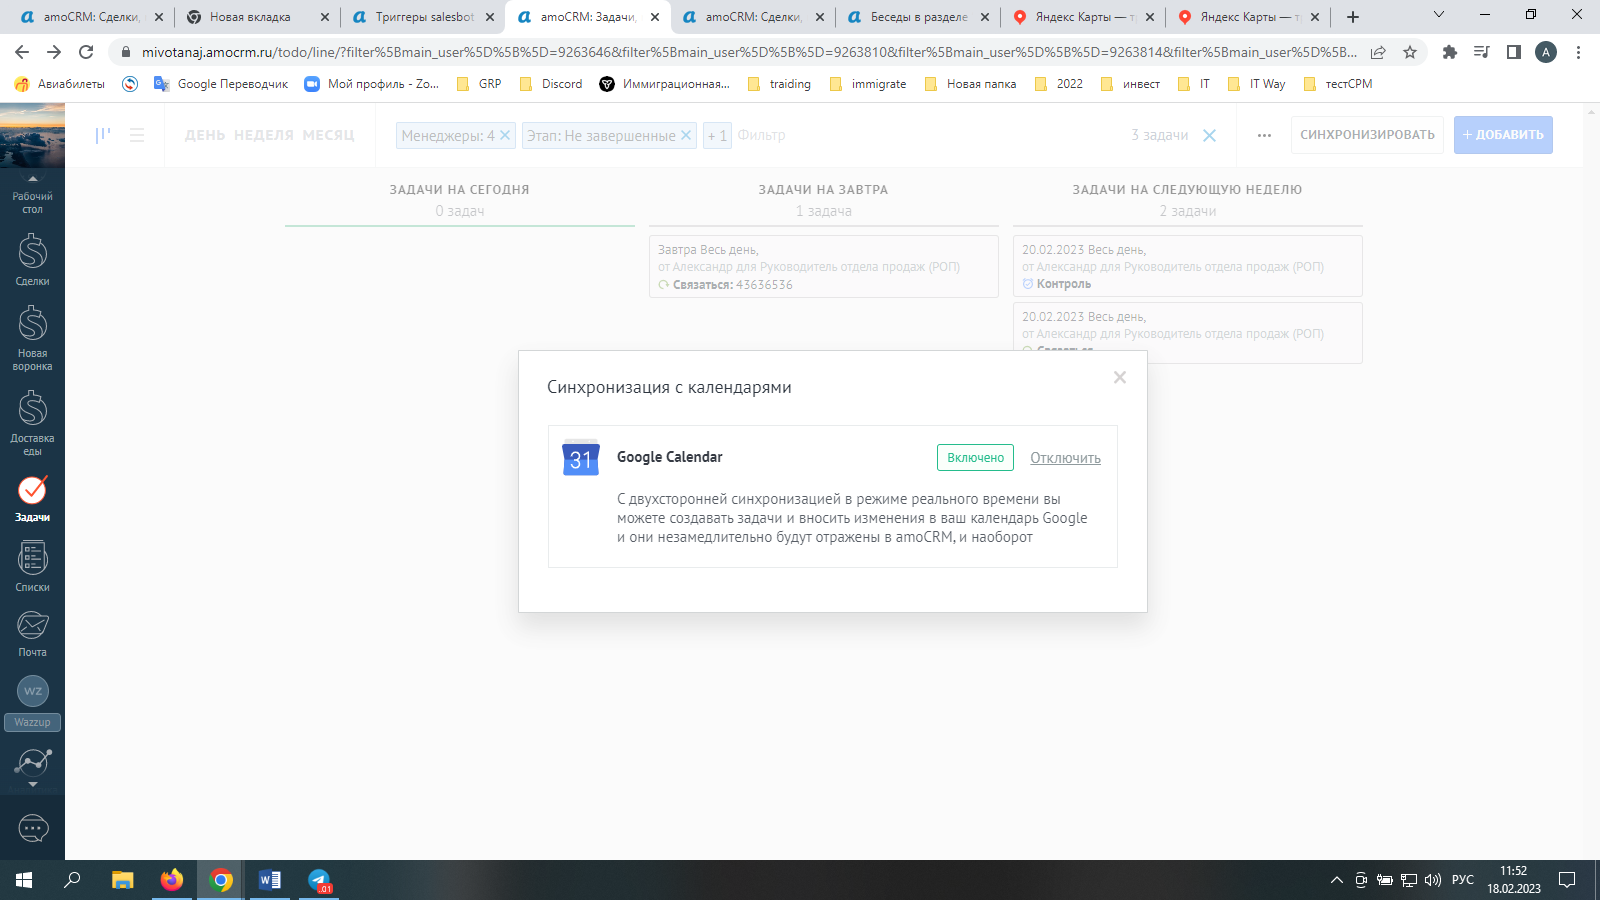 amoCRM: Сделки,
Новая вкладка
Триггеры salesbot
amoCRM: Задачи,
amoCRM: Сделки,
Беседы в разделе
Яндекс Карты — т
Яндекс Карты — т
mivotanaj.amocrm.ru/todo/line/?filter%5Bmain_user%5D%5B%5D=9263646&filter%5Bmain_user%5D%5B%5D=9263810&filter%5Bmain_user%5D%5B%5D=9263814&filter%5Bmain_user%5D%5B...
A
Авиабилеты
Google Переводчик
Мой профиль - Zo...
GRP
Discord
Иммиграционная...
traiding
immigrate
Новая папка
2022
инвест
IT
IT Way
тестСРМ
ДЕНЬ НЕДЕЛЯ МЕСЯЦ
Менеджеры: 4
Этап: Не завершенные
+ 1
Фильтр
3 задачи
СИНХРОНИЗИРОВАТЬ
+ ДОБАВИТЬ
Рабочий
стол
Сделки
Новая
воронка
Доставка
еды
Задачи
Списки
Почта
WZ
Wazzup
ЗАДАЧИ НА СЕГОДНЯ
0 задач
ЗАДАЧИ НА ЗАВТРА
1 задача
Завтра Весь день,
от Александр для Руководитель отдела продаж (РОП)
Связаться: 43636536
ЗАДАЧИ НА СЛЕДУЮЩУЮ НЕДЕЛЮ
2 задачи
20.02.2023 Весь день,
от Александр для Руководитель отдела продаж (РОП)
Контроль
20.02.2023 Весь день,
от Александр для Руководитель отдела продаж (РОП)
Связаться
Синхронизация с календарями
31
Google Calendar
Включено
Отключить
С двухсторонней синхронизацией в режиме реального времени вы
можете создавать задачи и вносить изменения в ваш календарь Google
и они незамедлительно будут отражены в amoCRM, и наоборот
.01
РУС
11:52
18.02.2023